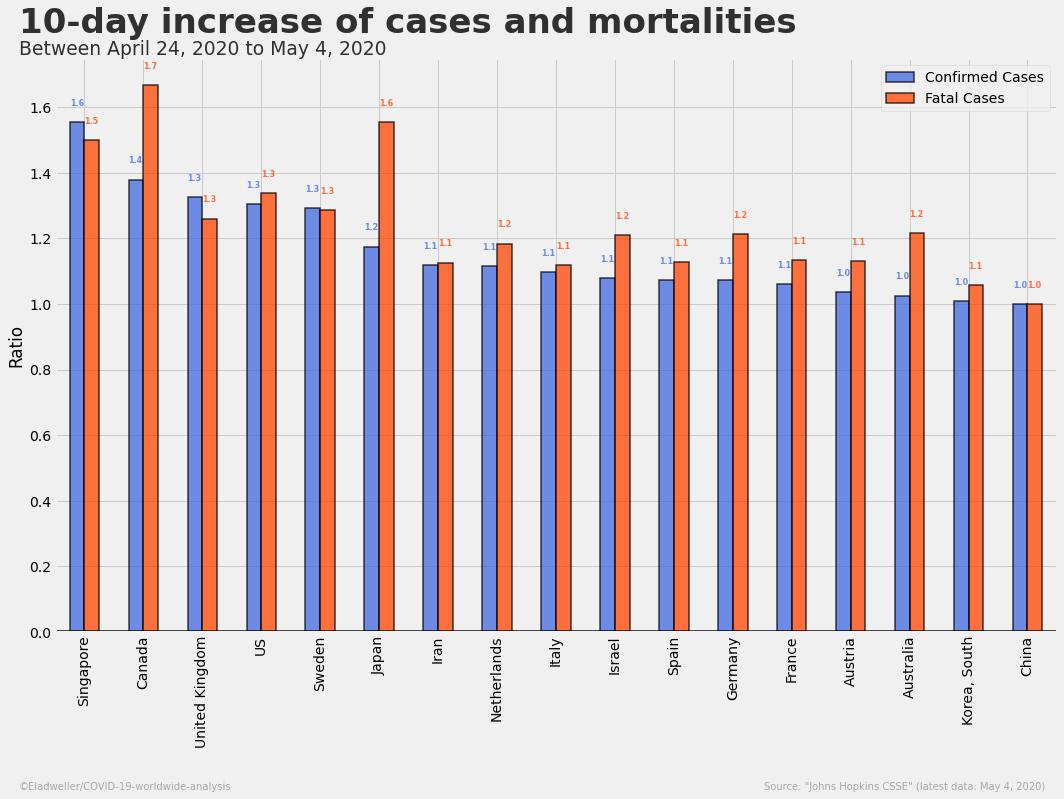 10-day increase of cases and mortalities
Between April 24, 2020 to May 4, 2020
Confirmed Cases
Fatal Cases
Ratio
1.6
1.4
1.2
1.0
0.8
0.6
0.4
0.2
0.0
1.6 1.5
1.4 1.7
1.3 1.3
1.3 1.3
1.3 1.3
1.2 1.6
1.1 1.1
1.1 1.2
1.1 1.1
1.1 1.2
1.1 1.1
1.1 1.2
1.1 1.1
1.0 1.1
1.0 1.2
1.0 1.1
1.0 1.0
Singapore
Canada
United Kingdom
US
Sweden
Japan
Iran
Netherlands
Italy
Israel
Spain
Germany
France
Austria
Australia
Korea, South
China
©Eladweller/COVID-19-worldwide-analysis
Source: "Johns Hopkins CSSE" (latest data: May 4, 2020)